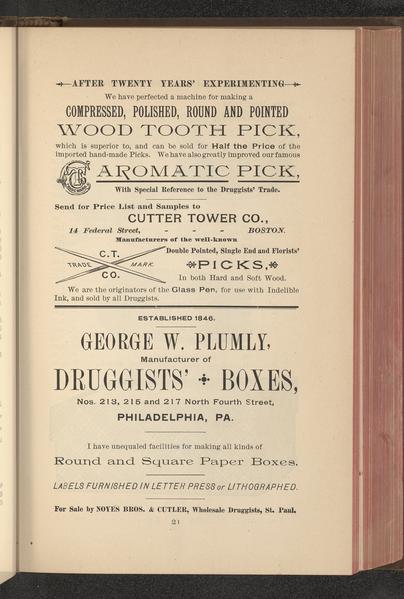 AFTER TWENTY YEARS' EXPERIMENTING
We have perfected a machine for making a
COMPRESSED, POLISHED, ROUND AND POINTED
WOOD TOOTH PICK,
which is superior to, and can be sold for Half the Price of the
imported hand-made Picks. We have also greatly improved our famous
AROMATIC PICK,
With Special Reference to the Druggists' Trade.
Send for Price List and Samples to
CUTTER TOWER CO.,
14 Federal Street, - - - BOSTON.
Manufacturers of the well-known
C.T.
TRADE MARK.
CO.
Double Pointed, Single End and Florists'
PICKS,
In both Hard and Soft Wood.
We are the originators of the Glass Pen, for use with Indelible
Ink, and sold by all Druggists.
ESTABLISHED 1846.
GEORGE W. PLUMLY,
Manufacturer of
DRUGGISTS' BOXES,
Nos. 213, 215 and 217 North Fourth Street,
PHILADELPHIA, PA.
I have unequaled facilities for making all kinds of
Round and Square Paper Boxes.
LABELS FURNISHED IN LETTER PRESS or LITHOGRAPHED.
For Sale by NOYES BROS. & CUTLER, Wholesale Druggists, St. Paul.
21